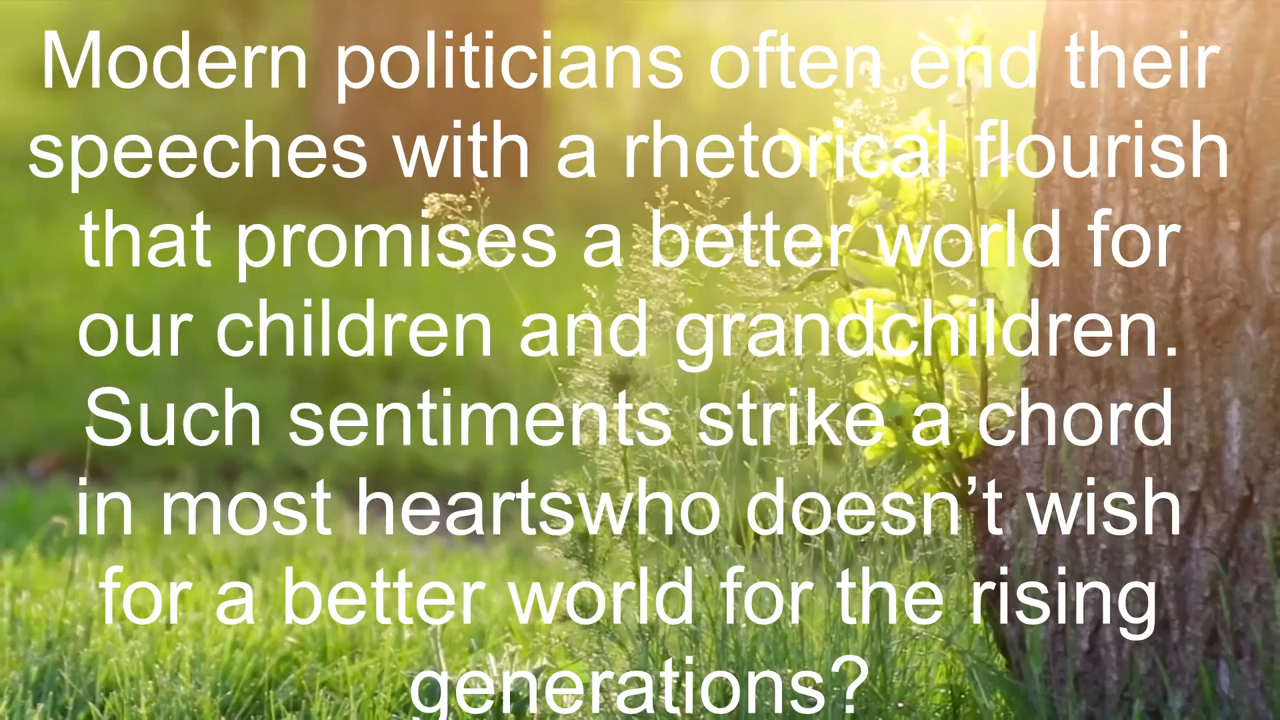 Modern politicians often end their
speeches with a rhetorical flourish
that promises a better world for
our children and grandchildren.
Such sentiments strike a chord
in most heartswho doesn’t wish
for a better world for the rising
generations?